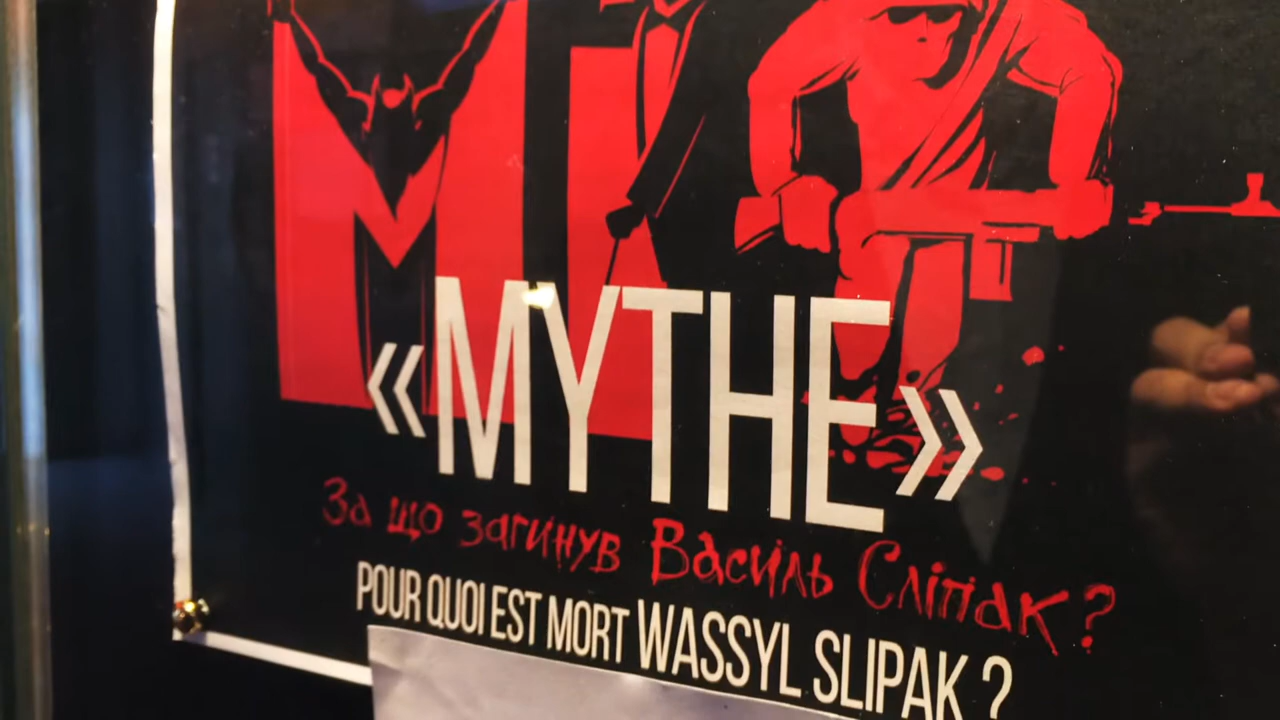 «MYTHE»
За що загинув Василь Сліпак?
POUR QUOI EST MORT WASSYL SLIPAK ?